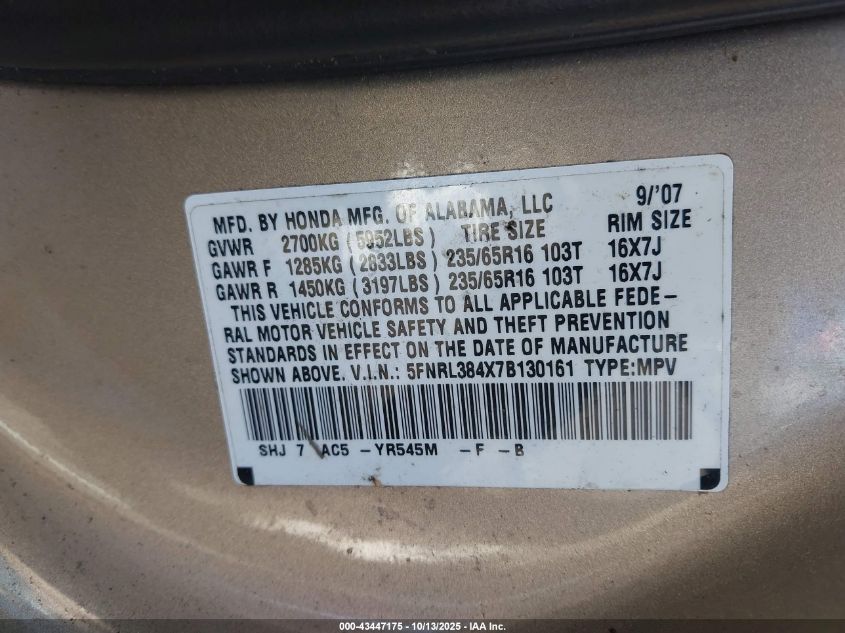 MFD. BY HONDA MFG. OF ALABAMA, LLC 9/'07
GVWR 2700KG (5952LBS) TIRE SIZE RIM SIZE
GAWR F 1285KG (2833LBS) 235/65R16 103T 16X7J
GAWR R 1450KG (3197LBS) 235/65R16 103T 16X7J
THIS VEHICLE CONFORMS TO ALL APPLICABLE FEDE-
RAL MOTOR VEHICLE SAFETY AND THEFT PREVENTION
STANDARDS IN EFFECT ON THE DATE OF MANUFACTURE
SHOWN ABOVE. V.I.N.: 5FNRL384X7B130161 TYPE:MPV
SHJ 7 AC5 -YR545M -F -B
000-43447175 - 10/13/2025 - IAA Inc.